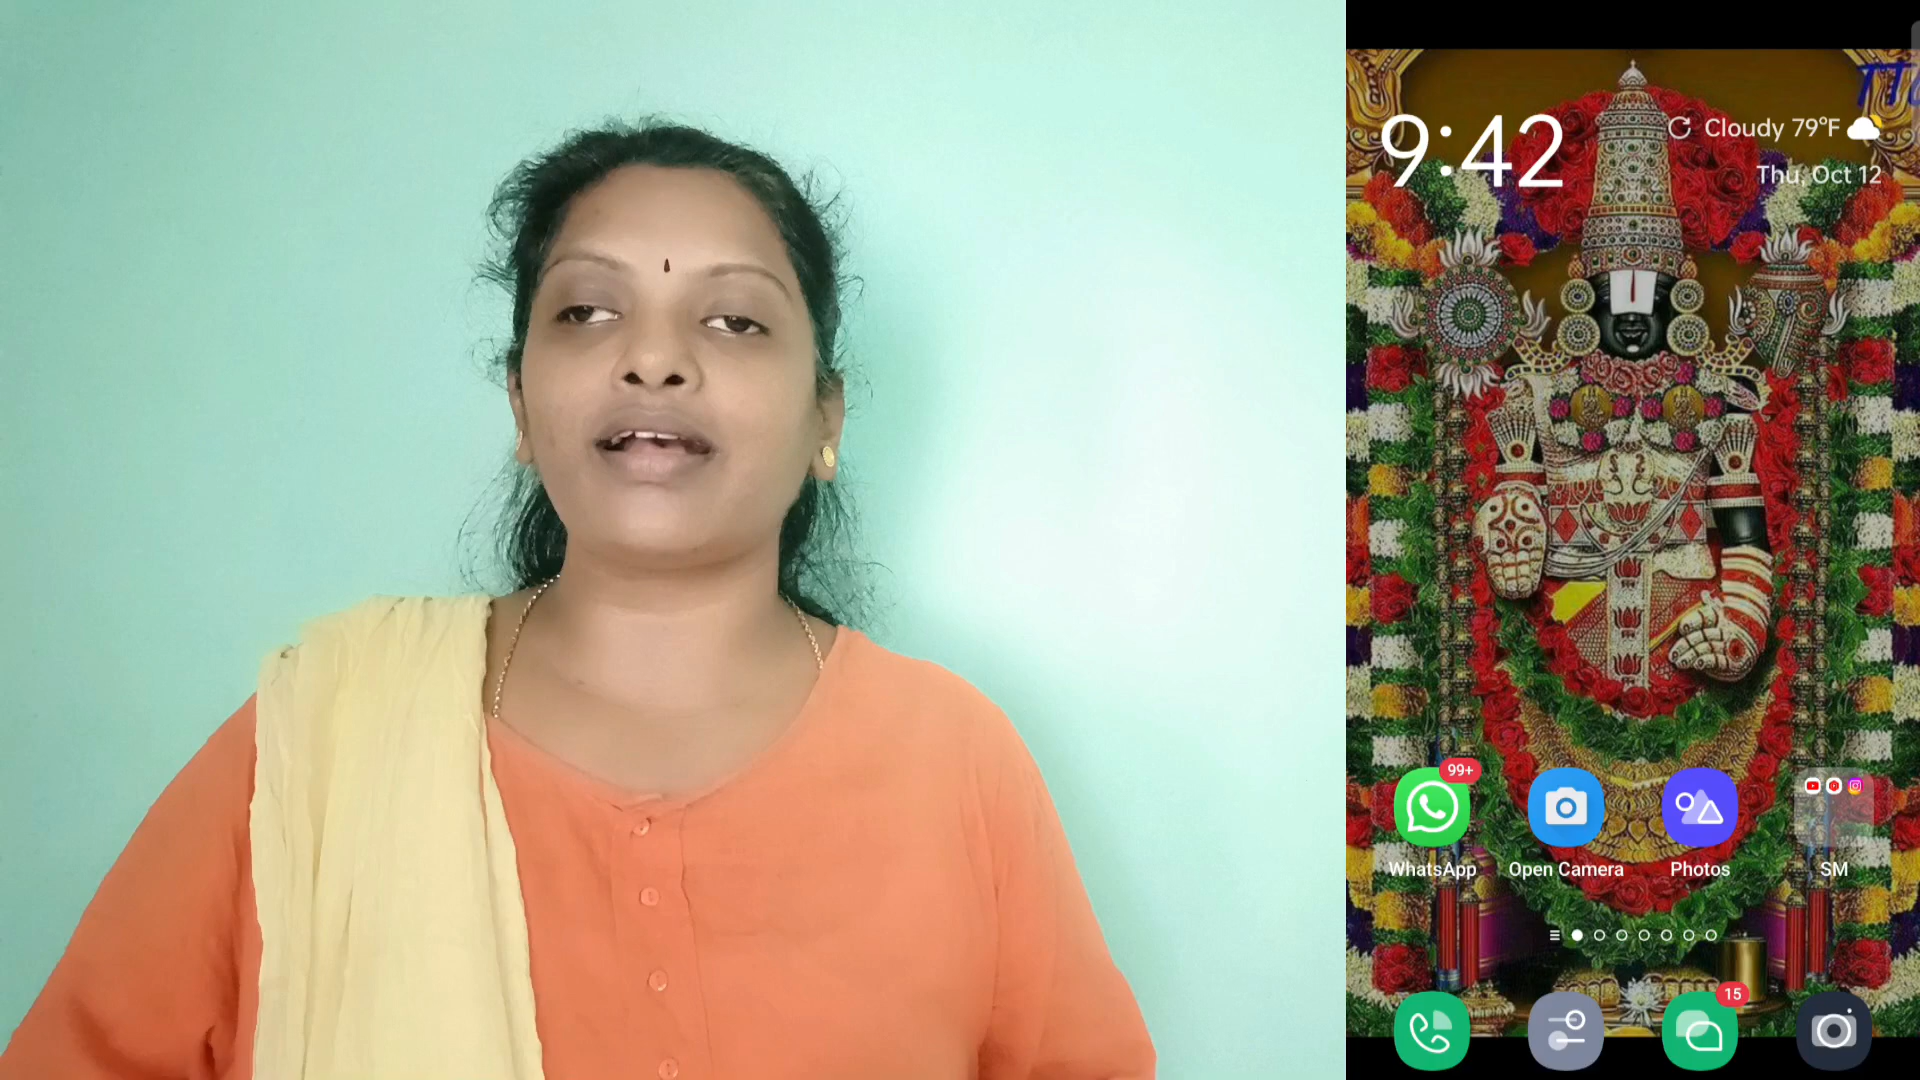 9:42
Cloudy 79°F
Thu, Oct 12
99+
WhatsApp
Open Camera
Photos
SM
15